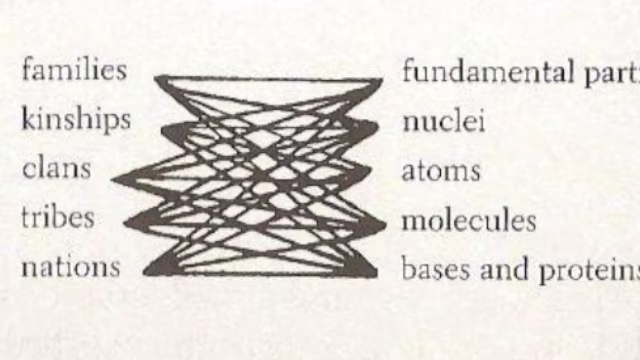 families
fundamental
kinships
nuclei
clans
atoms
tribes
molecules
nations
bases and proteins